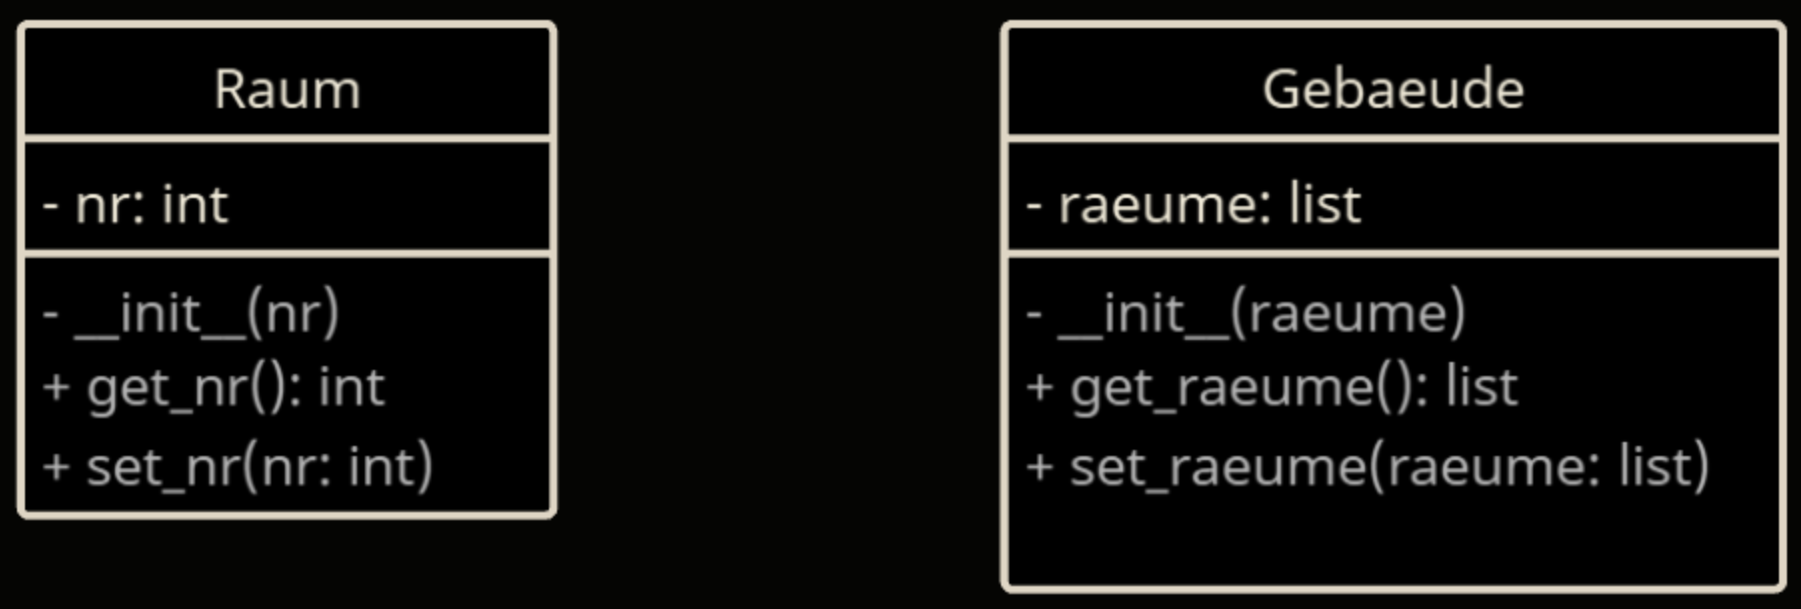 Raum
- nr: int
- __init__(nr)
+ get_nr(): int
+ set_nr(nr: int)
Gebaeude
- raeume: list
- __init__(raeume)
+ get_raeume(): list
+ set_raeume(raeume: list)